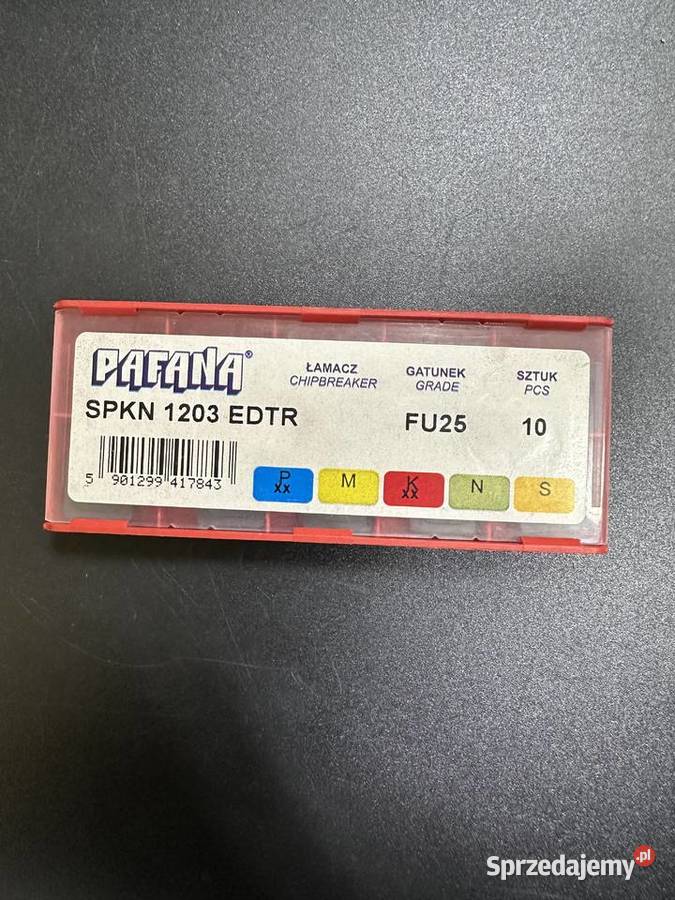 PAFANA®
ŁAMACZ
CHIPBREAKER
GATUNEK
GRADE
SZTUK
PCS
SPKN 1203 EDTR
FU25
10
5 901299 417843
P
xx
M
K
xx
N
S
Sprzedajemy.pl